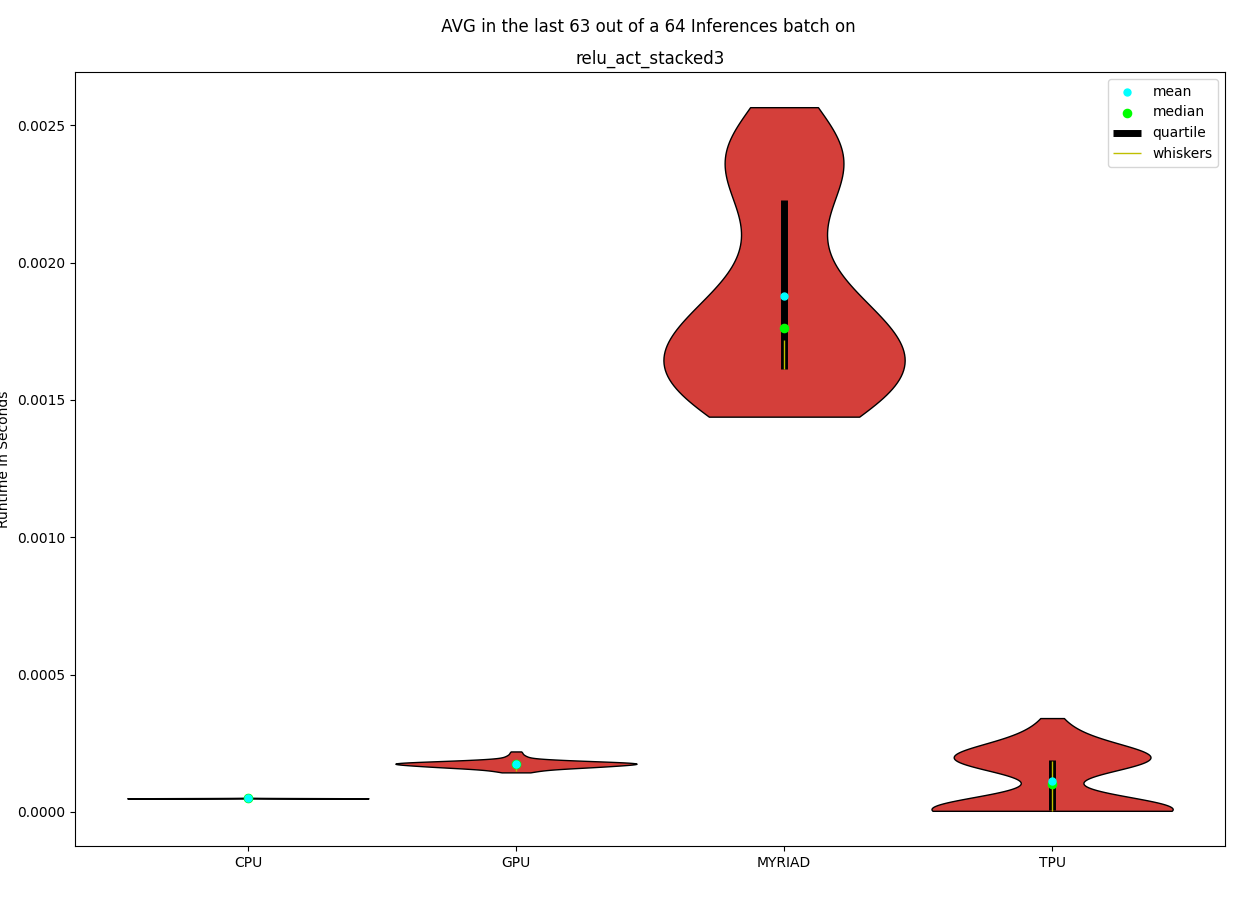 AVG in the last 63 out of a 64 Inferences batch on
relu_act_stacked3
mean
median
quartile
whiskers
0.0025
0.0020
0.0015
0.0010
0.0005
0.0000
Runtime in Seconds
CPU GPU MYRIAD TPU